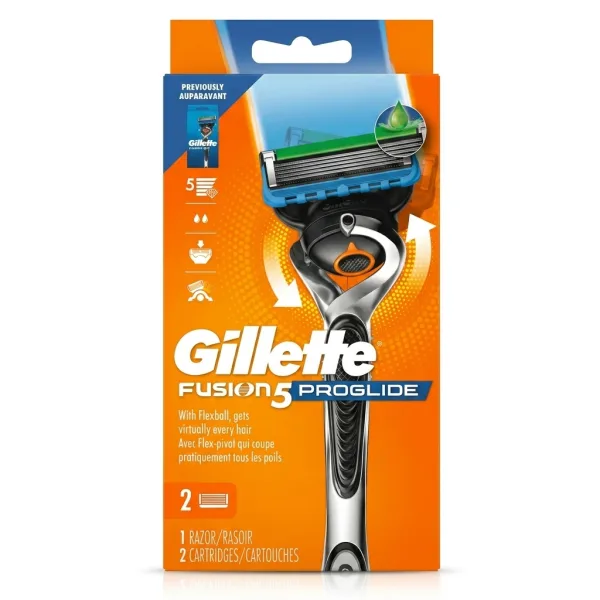 PREVIOUSLY
AUPARAVANT
Gillette
5
Gillette
FUSION5 PROGLIDE
With Flexball, gets
virtually every hair
Avec Flex-pivot qui coupe
pratiquement tous les poils
2
1 RAZOR/RASOIR
2 CARTRIDGES/CARTOUCHES